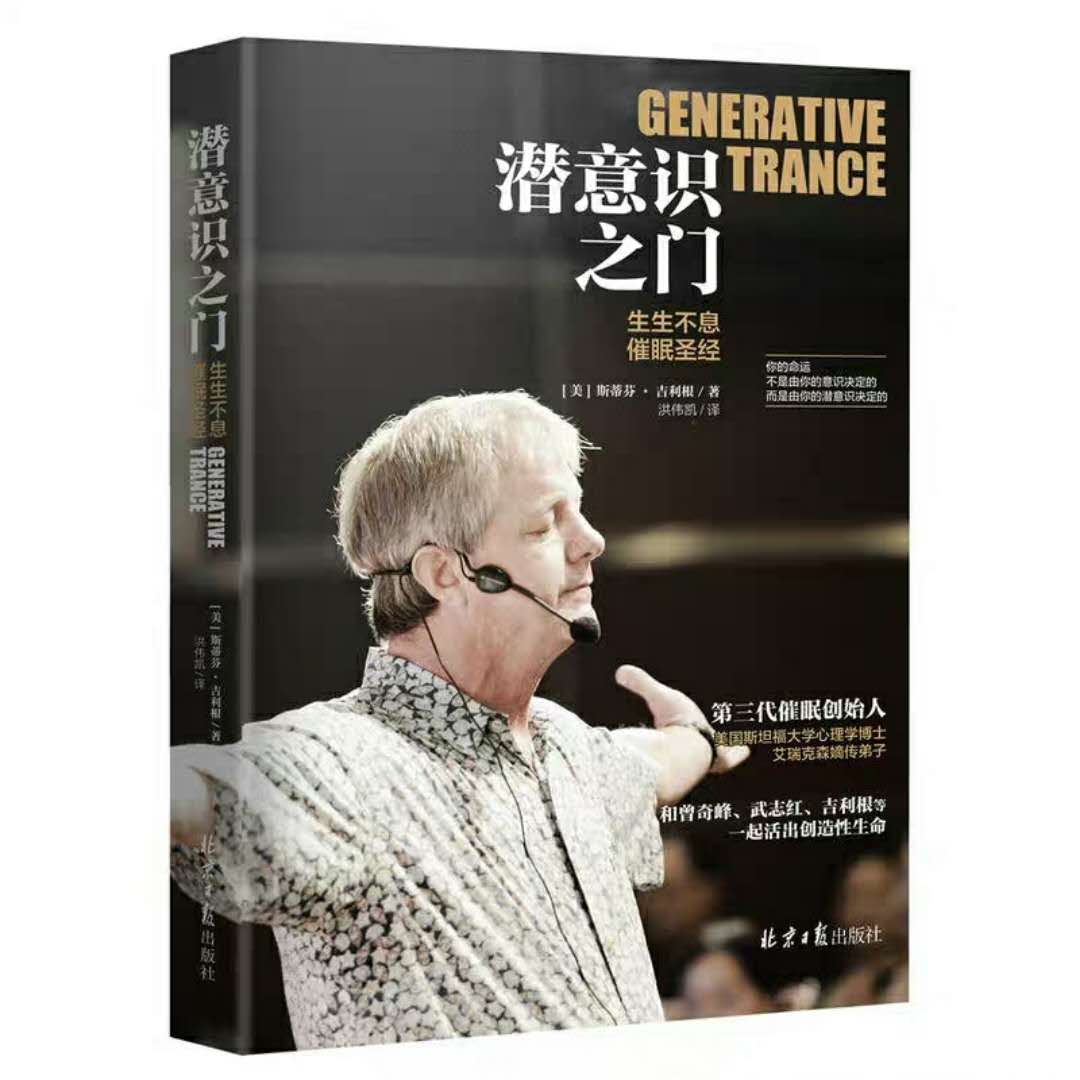 GENERATIVE
TRANCE
潜意识
之门
生生不息
催眠圣经
[美] 斯蒂芬·吉利根/著
洪伟凯/译
你的命运
不是由你的意识决定的
而是由你的潜意识决定的
第三代催眠创始人
美国斯坦福大学心理学博士
艾瑞克森嫡传弟子
和曾奇峰、武志红、吉利根等
一起活出创造性生命
北京日报出版社
潜意识之门
生生不息
催眠圣经
GENERATIVE
TRANCE
[美] 斯蒂芬·吉利根/著
洪伟凯/译
北京日报出版社